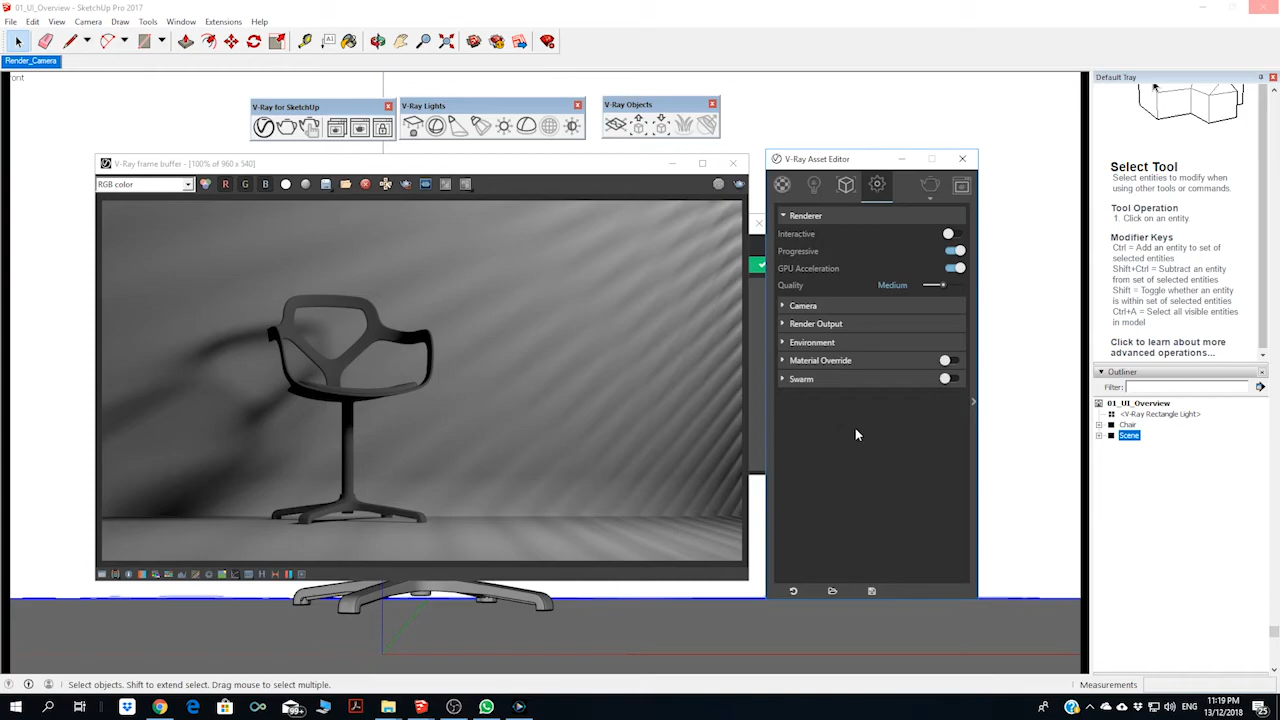 01_UI_Overview - SketchUp Pro 2017
File Edit View Camera Draw Tools Window Extensions Help
Render_Camera
ront
V-Ray for SketchUp
V-Ray Lights
V-Ray Objects
Default Tray
V-Ray frame buffer - [100% of 960 x 540]
RGB color
R G B
V-Ray Asset Editor
Renderer
Interactive
Progressive
GPU Acceleration
Quality Medium
Camera
Render Output
Environment
Material Override
Swarm
Select Tool
Select entities to modify when
using other tools or commands.
Tool Operation
1. Click on an entity
Modifier Keys
Ctrl = Add an entity to set of
selected entities
Shift+Ctrl = Subtract an entity
from set of selected entities
Shift = Toggle whether an entity
is within set of selected entities
Ctrl+A = Select all visible entities
in model
Click to learn about more
advanced operations...
Outliner
Filter:
01_UI_Overview
<V-Ray Rectangle Light>
Chair
Scene
Select objects. Shift to extend select. Drag mouse to select multiple.
Measurements
99+
ENG
11:19 PM
13/12/2018
25